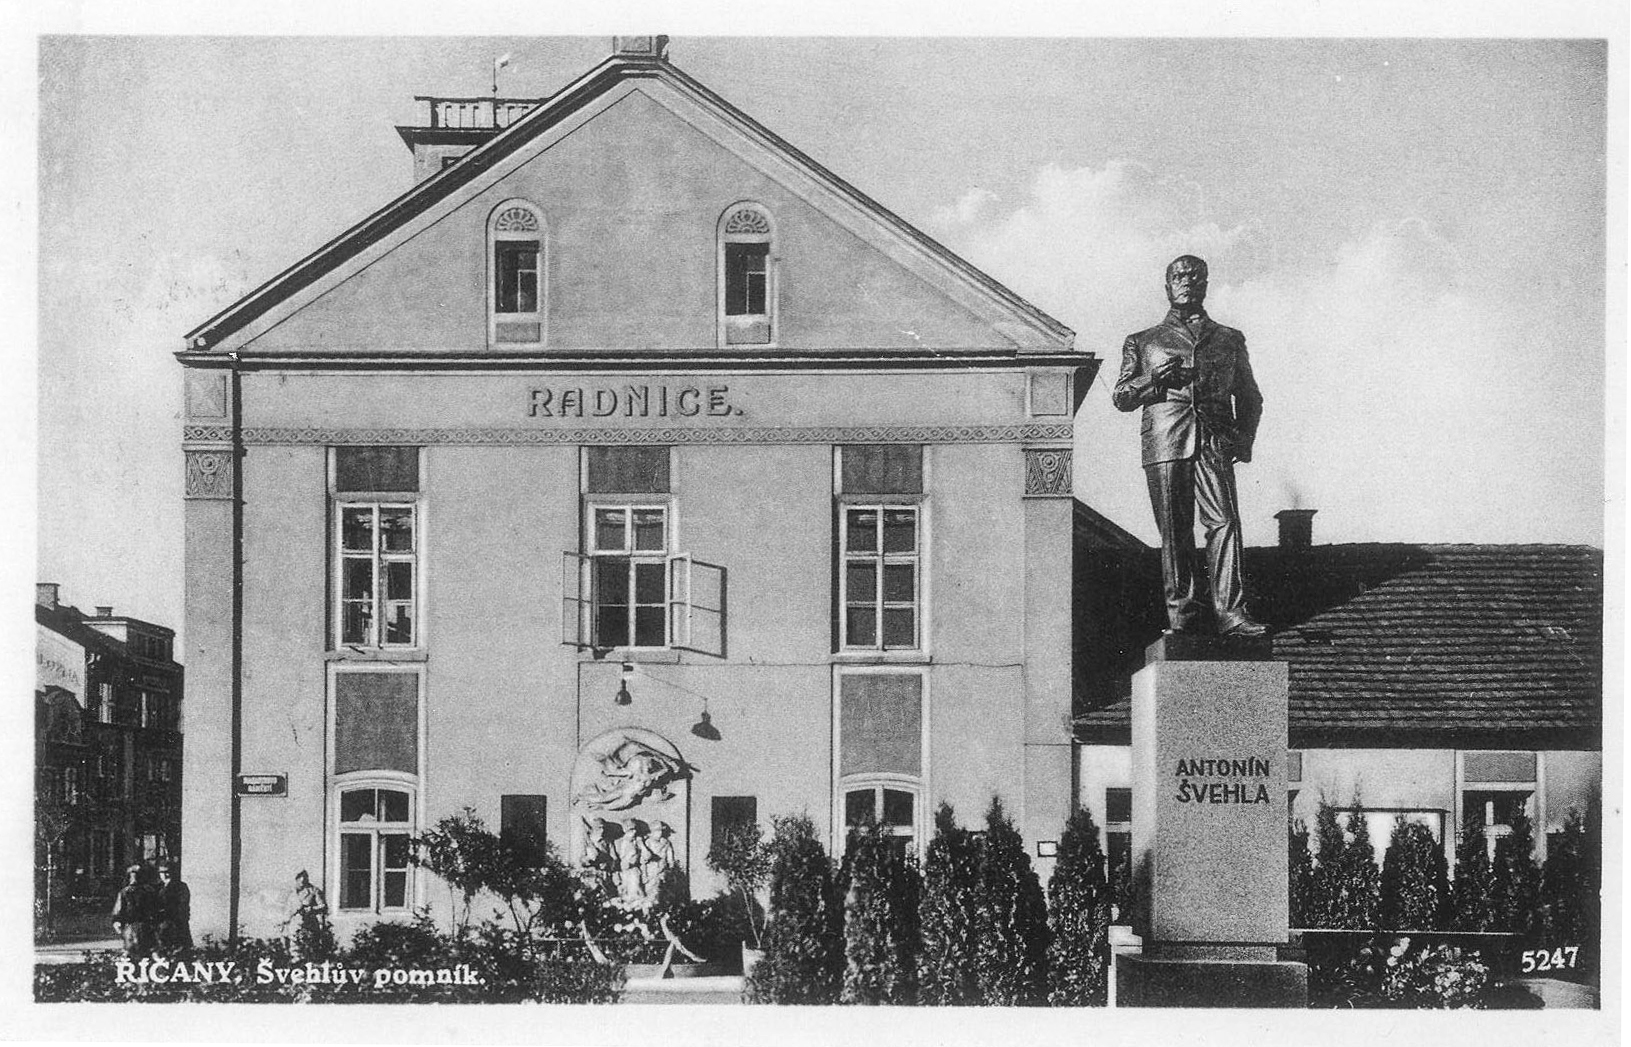 RADNICE.
ANTONÍN
ŠVEHLA
ŘÍČANY. Švehlův pomník.
5247